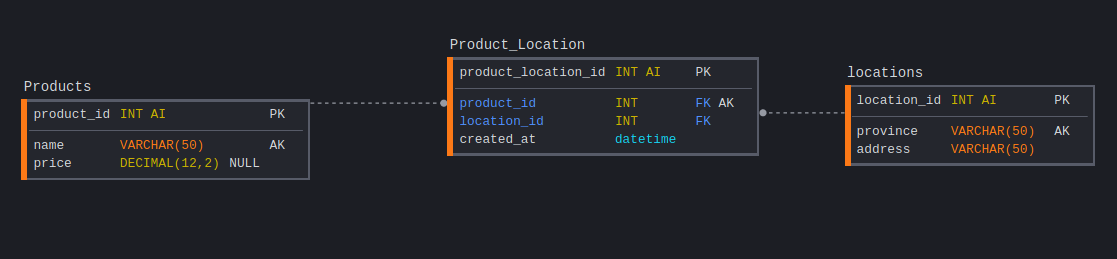 Products
product_id INT AI PK
name VARCHAR(50) AK
price DECIMAL(12,2) NULL
Product_Location
product_location_id INT AI PK
product_id INT FK AK
location_id INT FK
created_at datetime
locations
location_id INT AI PK
province VARCHAR(50) AK
address VARCHAR(50)